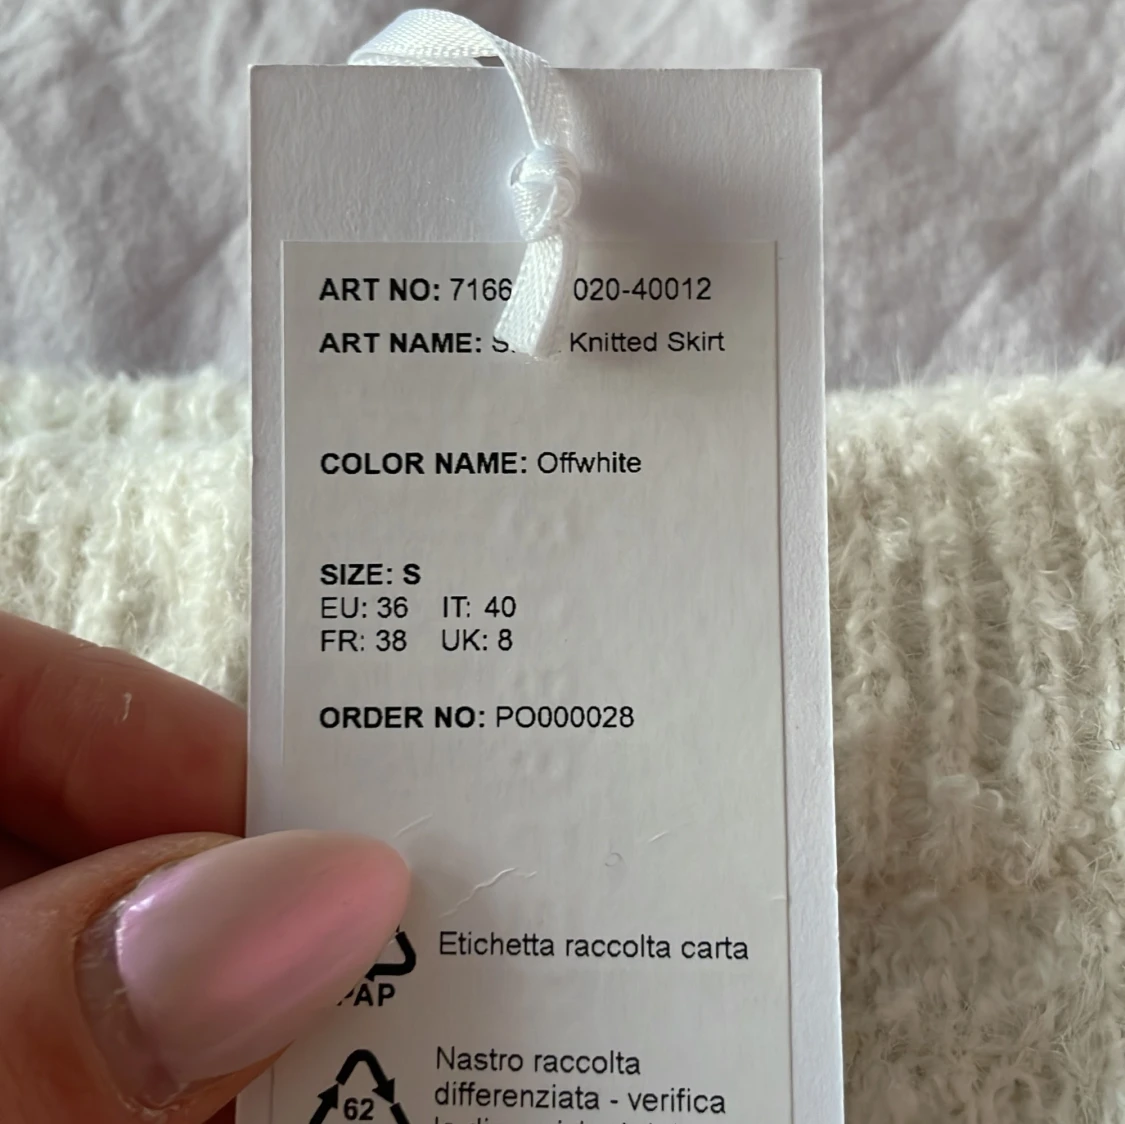 ART NO: 7166 020-40012
ART NAME: Knitted Skirt
COLOR NAME: Offwhite
SIZE: S
EU: 36 IT: 40
FR: 38 UK: 8
ORDER NO: PO000028
Etichetta raccolta carta
PAP
Nastro raccolta
differenziata - verifica
62